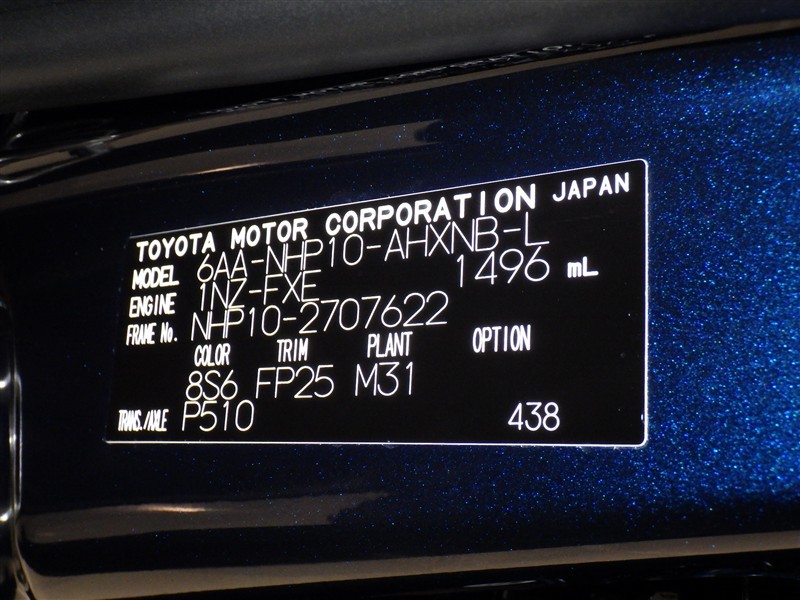 TOYOTA MOTOR CORPORATION JAPAN
MODEL 6AA-NHP10-AHXNB-L
ENGINE 1NZ-FXE 1496 mL
FRAME No. NHP10-2707622
COLOR TRIM PLANT OPTION
8S6 FP25 M31
TRANS./AXLE P510 438